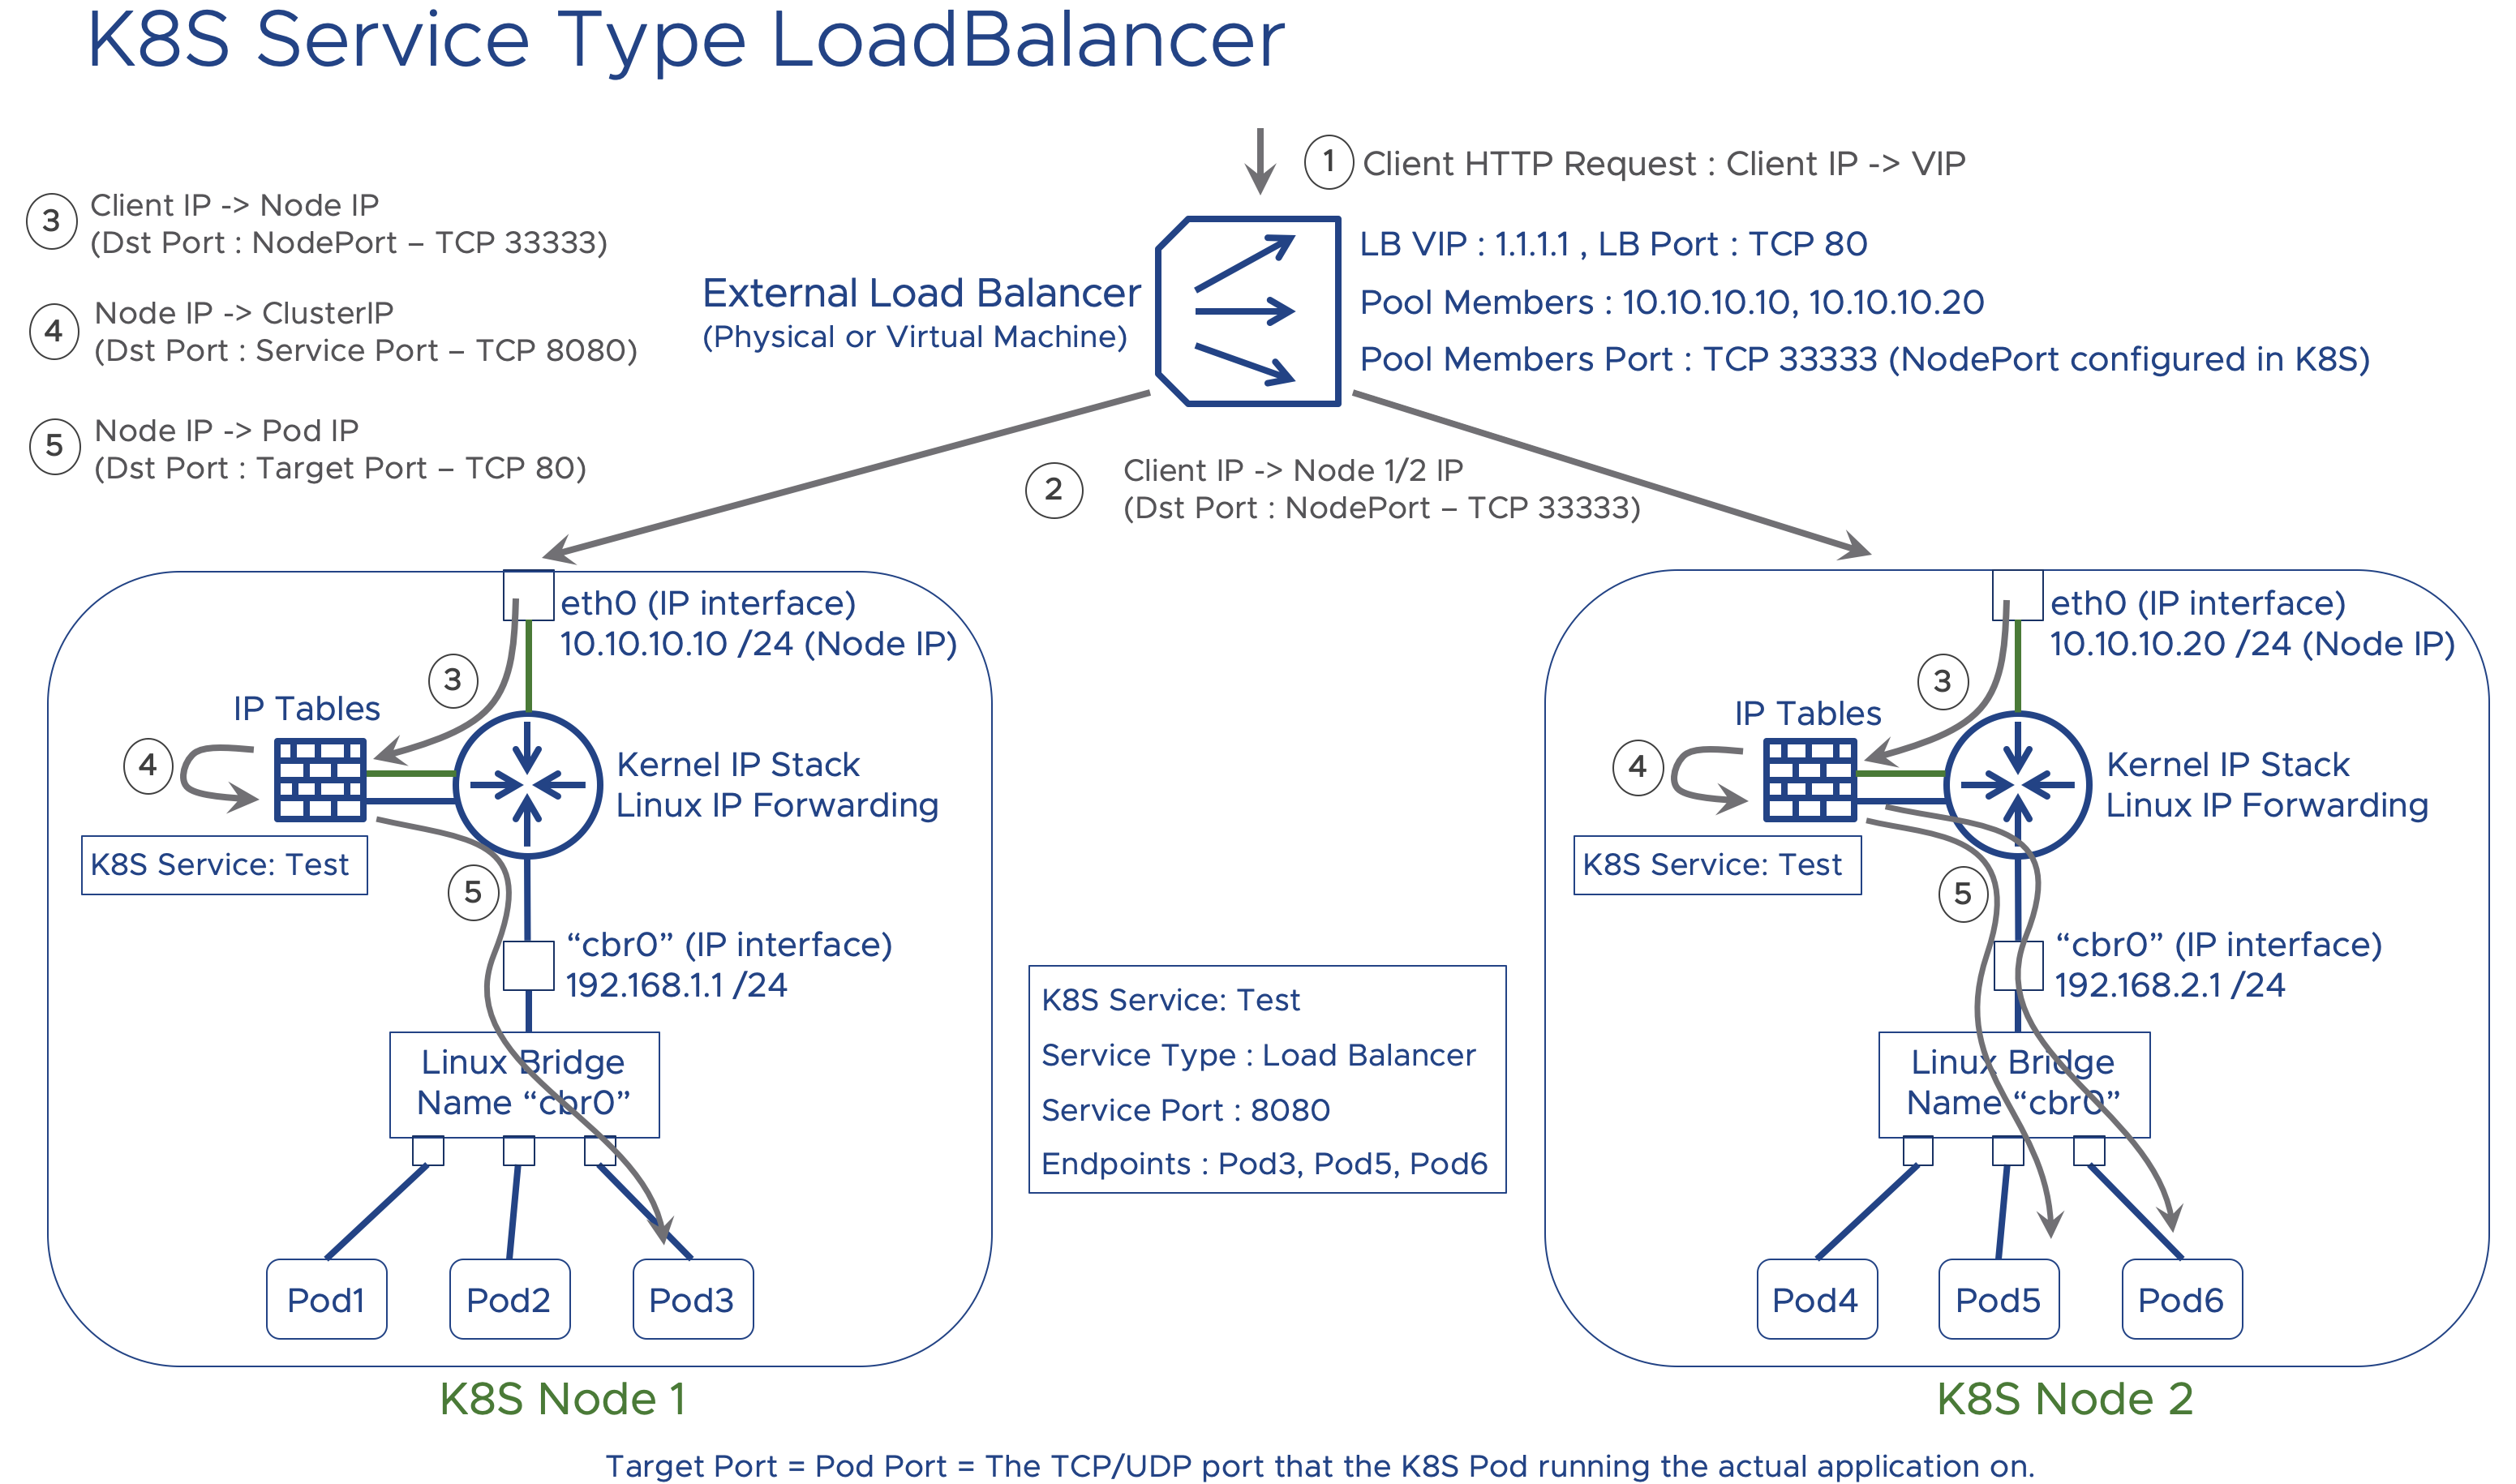 K8S Service Type LoadBalancer
1
Client HTTP Request : Client IP -> VIP
3
Client IP -> Node IP
(Dst Port : NodePort – TCP 33333)
4
Node IP -> ClusterIP
(Dst Port : Service Port – TCP 8080)
5
Node IP -> Pod IP
(Dst Port : Target Port – TCP 80)
External Load Balancer
(Physical or Virtual Machine)
LB VIP : 1.1.1.1 , LB Port : TCP 80
Pool Members : 10.10.10.10, 10.10.10.20
Pool Members Port : TCP 33333 (NodePort configured in K8S)
2
Client IP -> Node 1/2 IP
(Dst Port : NodePort – TCP 33333)
eth0 (IP interface)
10.10.10.10 /24 (Node IP)
3
IP Tables
4
Kernel IP Stack
Linux IP Forwarding
K8S Service: Test
5
“cbr0” (IP interface)
192.168.1.1 /24
Linux Bridge
Name “cbr0”
Pod1
Pod2
Pod3
K8S Node 1
K8S Service: Test
Service Type : Load Balancer
Service Port : 8080
Endpoints : Pod3, Pod5, Pod6
eth0 (IP interface)
10.10.10.20 /24 (Node IP)
3
IP Tables
4
Kernel IP Stack
Linux IP Forwarding
K8S Service: Test
5
“cbr0” (IP interface)
192.168.2.1 /24
Linux Bridge
Name “cbr0”
Pod4
Pod5
Pod6
K8S Node 2
Target Port = Pod Port = The TCP/UDP port that the K8S Pod running the actual application on.